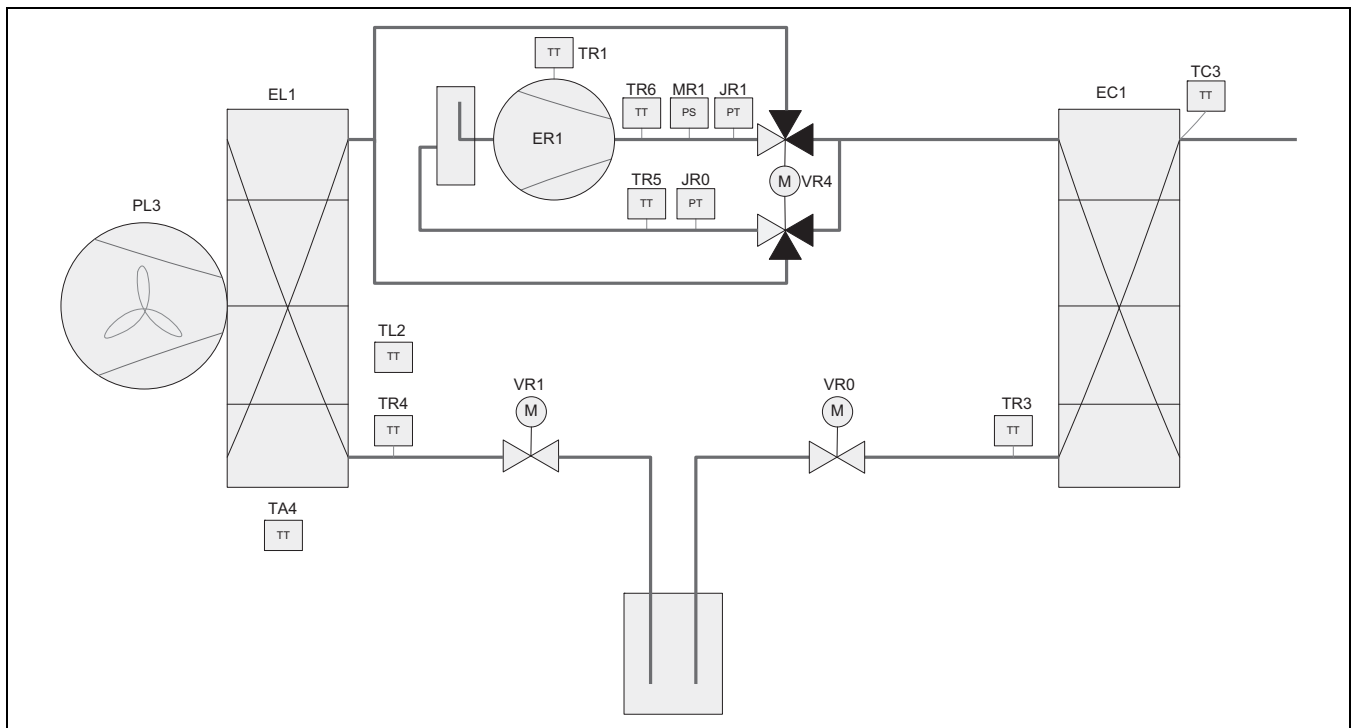 TT
TR1
EL1
TR6
MR1
JR1
EC1
TC3
TT
TT
PS
PT
ER1
TR5
JR0
M
VR4
TT
PT
PL3
TL2
TT
VR1
VR0
TR4
M
M
TR3
TT
TT
TA4
TT